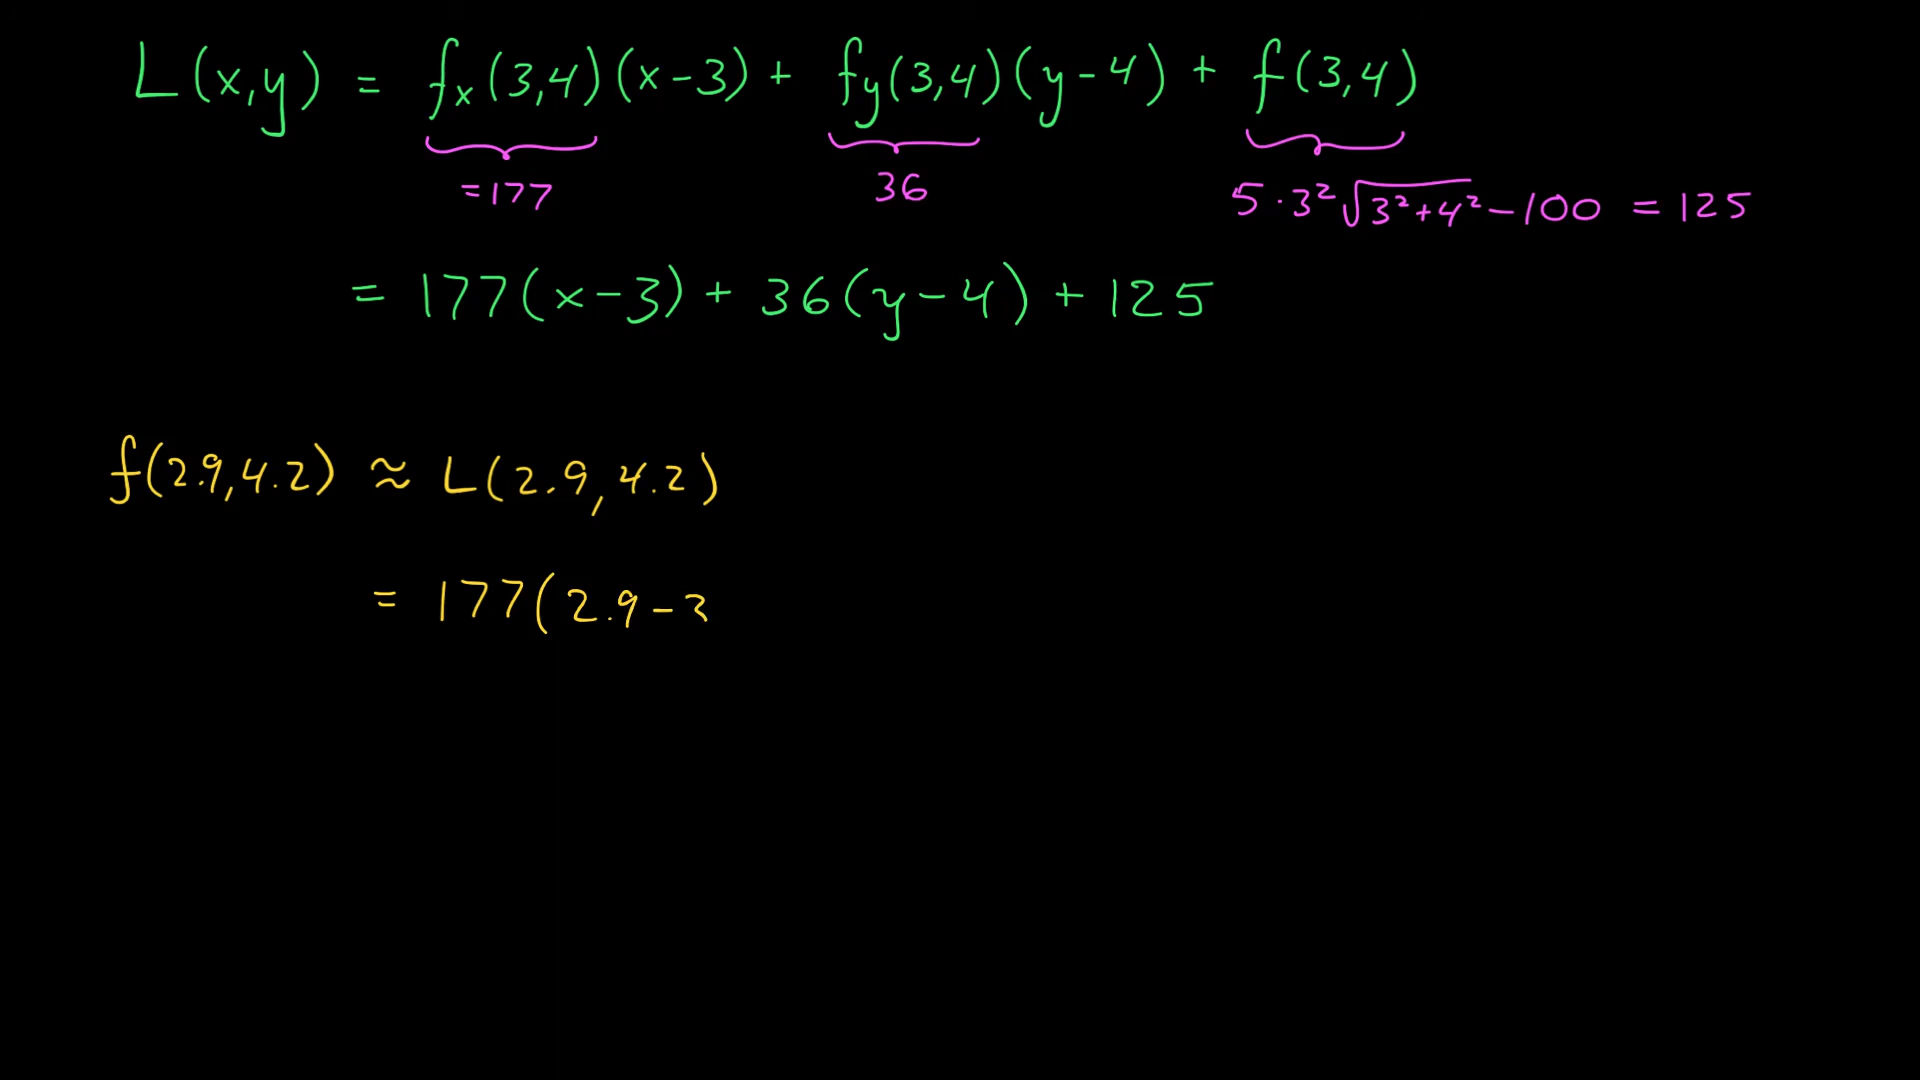 L(x,y) = fx(3,4)(x-3) + fy(3,4)(y-4) + f(3,4)
=177 36 5·3²√(3²+4²)-100 = 125
= 177(x-3) + 36(y-4) + 125
f(2.9,4.2) ≈ L(2.9,4.2)
= 177(2.9-3